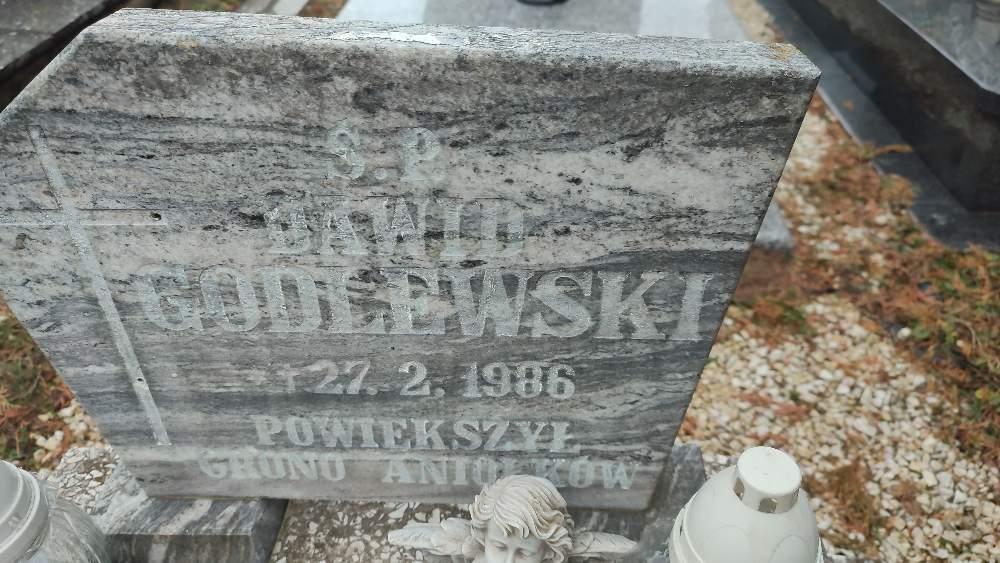 Ś.P.
DAWID
GODLEWSKI
† 27. 2. 1986
POWIĘKSZYŁ
GRONO ANIOŁKÓW